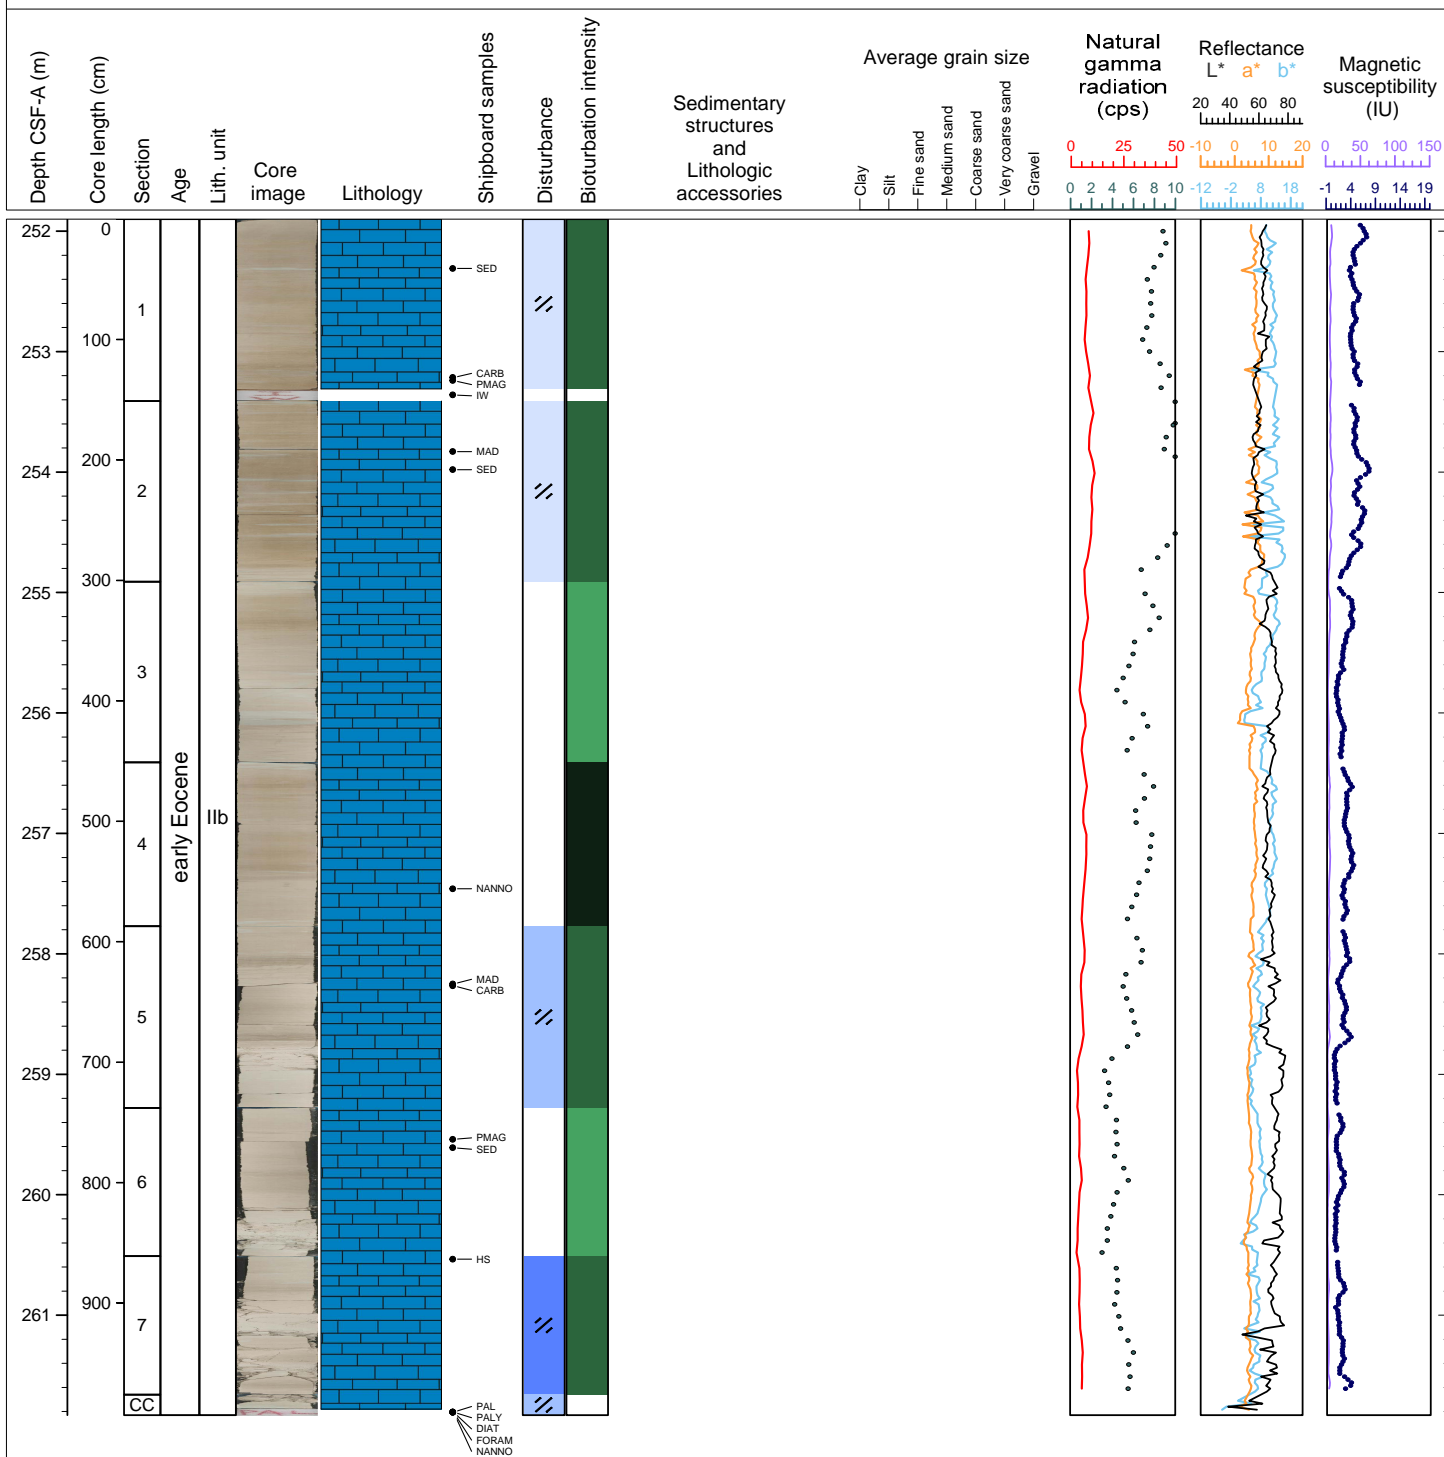 Depth CSF-A (m)
Core length (cm)
Section
Age
Lith. unit
Core
image
Lithology
Shipboard samples
Disturbance
Bioturbation intensity
Sedimentary
structures
and
Lithologic
accessories
Average grain size
Clay
Silt
Fine sand
Medium sand
Coarse sand
Very coarse sand
Gravel
Natural
gamma
radiation
(cps)
0 25 50
0 2 4 6 8 10
Reflectance
L* a* b*
20 40 60 80
-10 0 10 20
-12 -2 8 18
Magnetic
susceptibility
(IU)
0 50 100 150
-1 4 9 14 19
252
253
254
255
256
257
258
259
260
261
0
100
200
300
400
500
600
700
800
900
1
2
3
4
5
6
7
CC
early Eocene
IIb
SED
CARB
PMAG
IW
MAD
SED
NANNO
MAD
CARB
PMAG
SED
HS
PAL
PALY
DIAT
FORAM
NANNO